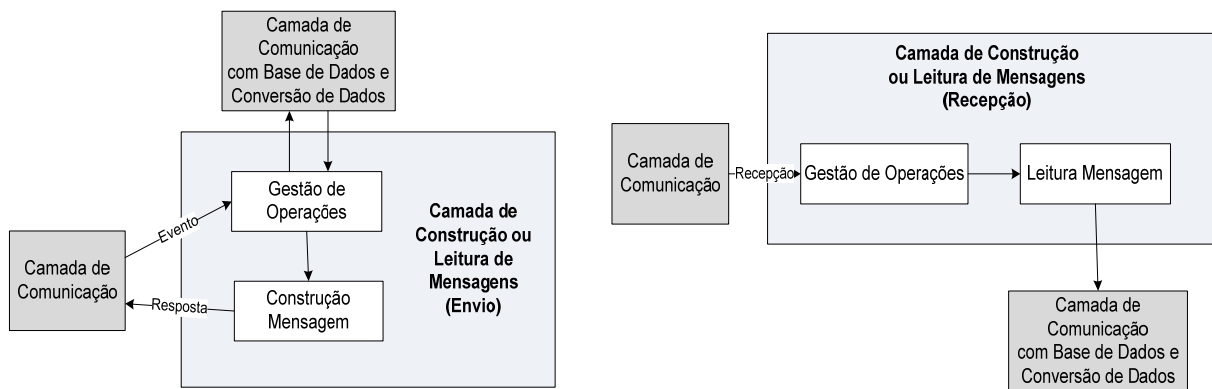 Camada de
Comunicação
com Base de Dados e
Conversão de Dados
Gestão de
Operações
Camada de
Construção ou
Leitura de
Mensagens
(Envio)
Evento
Camada de
Comunicação
Resposta
Construção
Mensagem
Camada de Construção
ou Leitura de Mensagens
(Recepção)
Camada de
Comunicação
Recepção
Gestão de Operações
Leitura Mensagem
Camada de
Comunicação
com Base de Dados e
Conversão de Dados